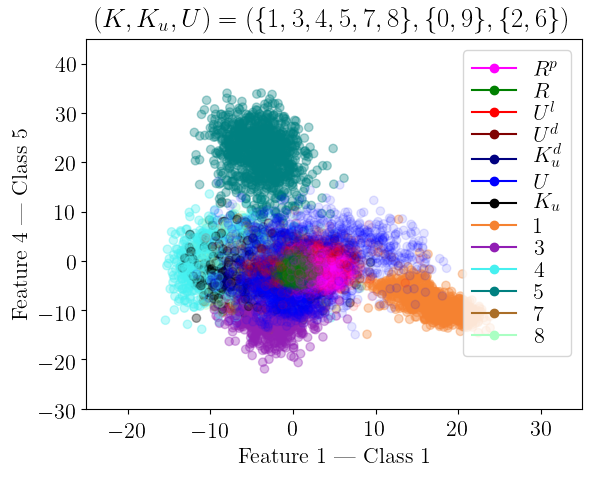 (K, K_u, U) = ({1, 3, 4, 5, 7, 8}, {0, 9}, {2, 6})
40
30
20
10
0
−10
−20
−30
Feature 4 — Class 5
R^p
R
U^l
U^d
K_u^d
U
K_u
1
3
4
5
7
8
−20 −10 0 10 20 30
Feature 1 — Class 1